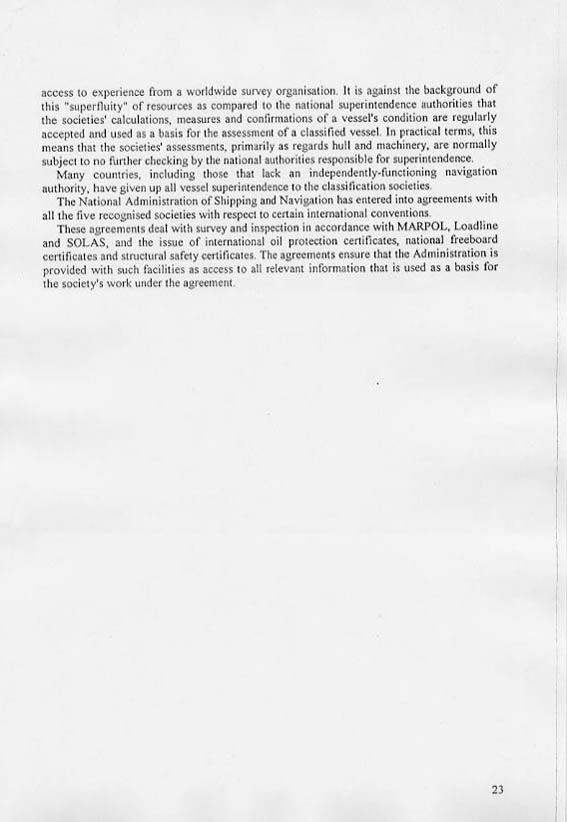 access to experience from a worldwide survey organisation. It is against the background of
this "superfluity" of resources as compared to the national superintendence authorities that
the societies' calculations, measures and confirmations of a vessel's condition are regularly
accepted and used as a basis for the assessment of a classified vessel. In practical terms, this
means that the societies' assessments, primarily as regards hull and machinery, are normally
subject to no further checking by the national authorities responsible for superintendence.
Many countries, including those that lack an independently-functioning navigation
authority, have given up all vessel superintendence to the classification societies.
The National Administration of Shipping and Navigation has entered into agreements with
all the five recognised societies with respect to certain international conventions.
These agreements deal with survey and inspection in accordance with MARPOL, Loadline
and SOLAS, and the issue of international oil protection certificates, national freeboard
certificates and structural safety certificates. The agreements ensure that the Administration is
provided with such facilities as access to all relevant information that is used as a basis for
the society's work under the agreement.
23